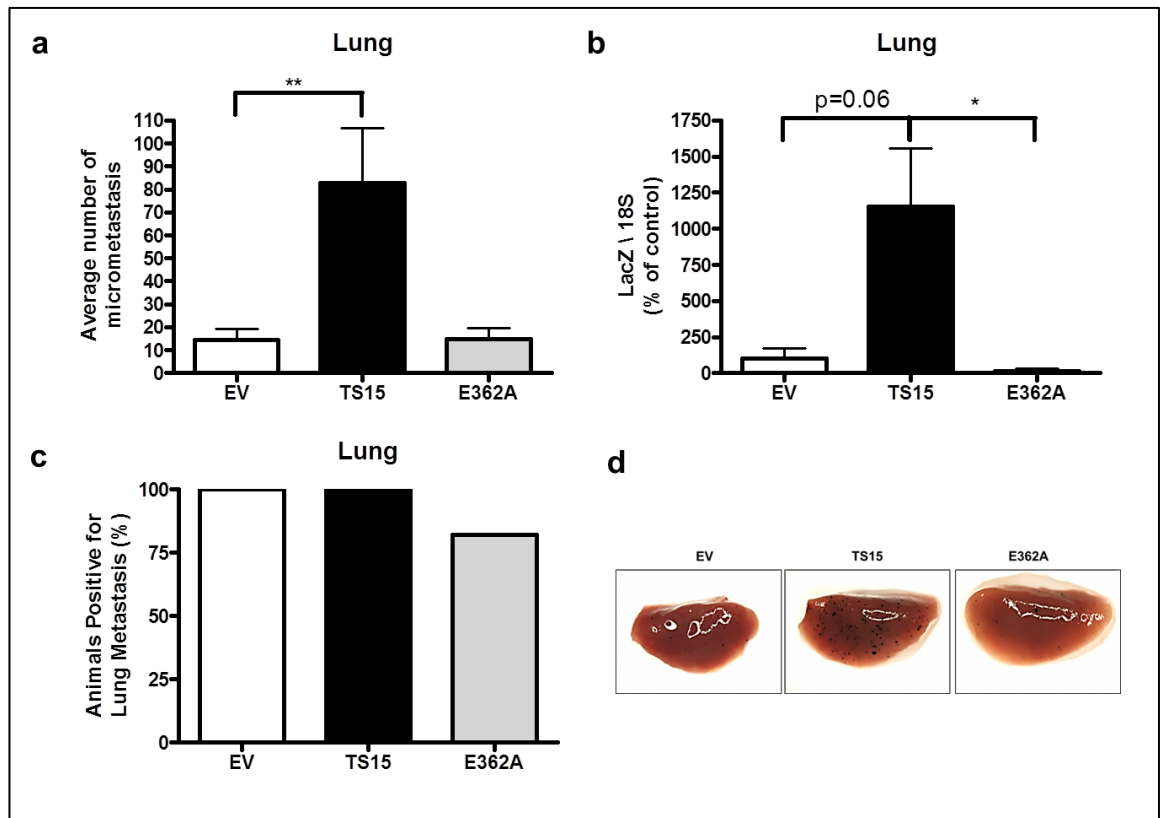 a
Lung
**
110
100
90
80
70
60
50
40
30
20
10
0
Average number of
micrometastasis
EV TS15 E362A
b
Lung
p=0.06 *
1750
1500
1250
1000
750
500
250
0
LacZ \ 18S
(% of control)
EV TS15 E362A
c
Lung
100
75
50
25
0
Animals Positive for
Lung Metastasis (%)
EV TS15 E362A
d
EV TS15 E362A